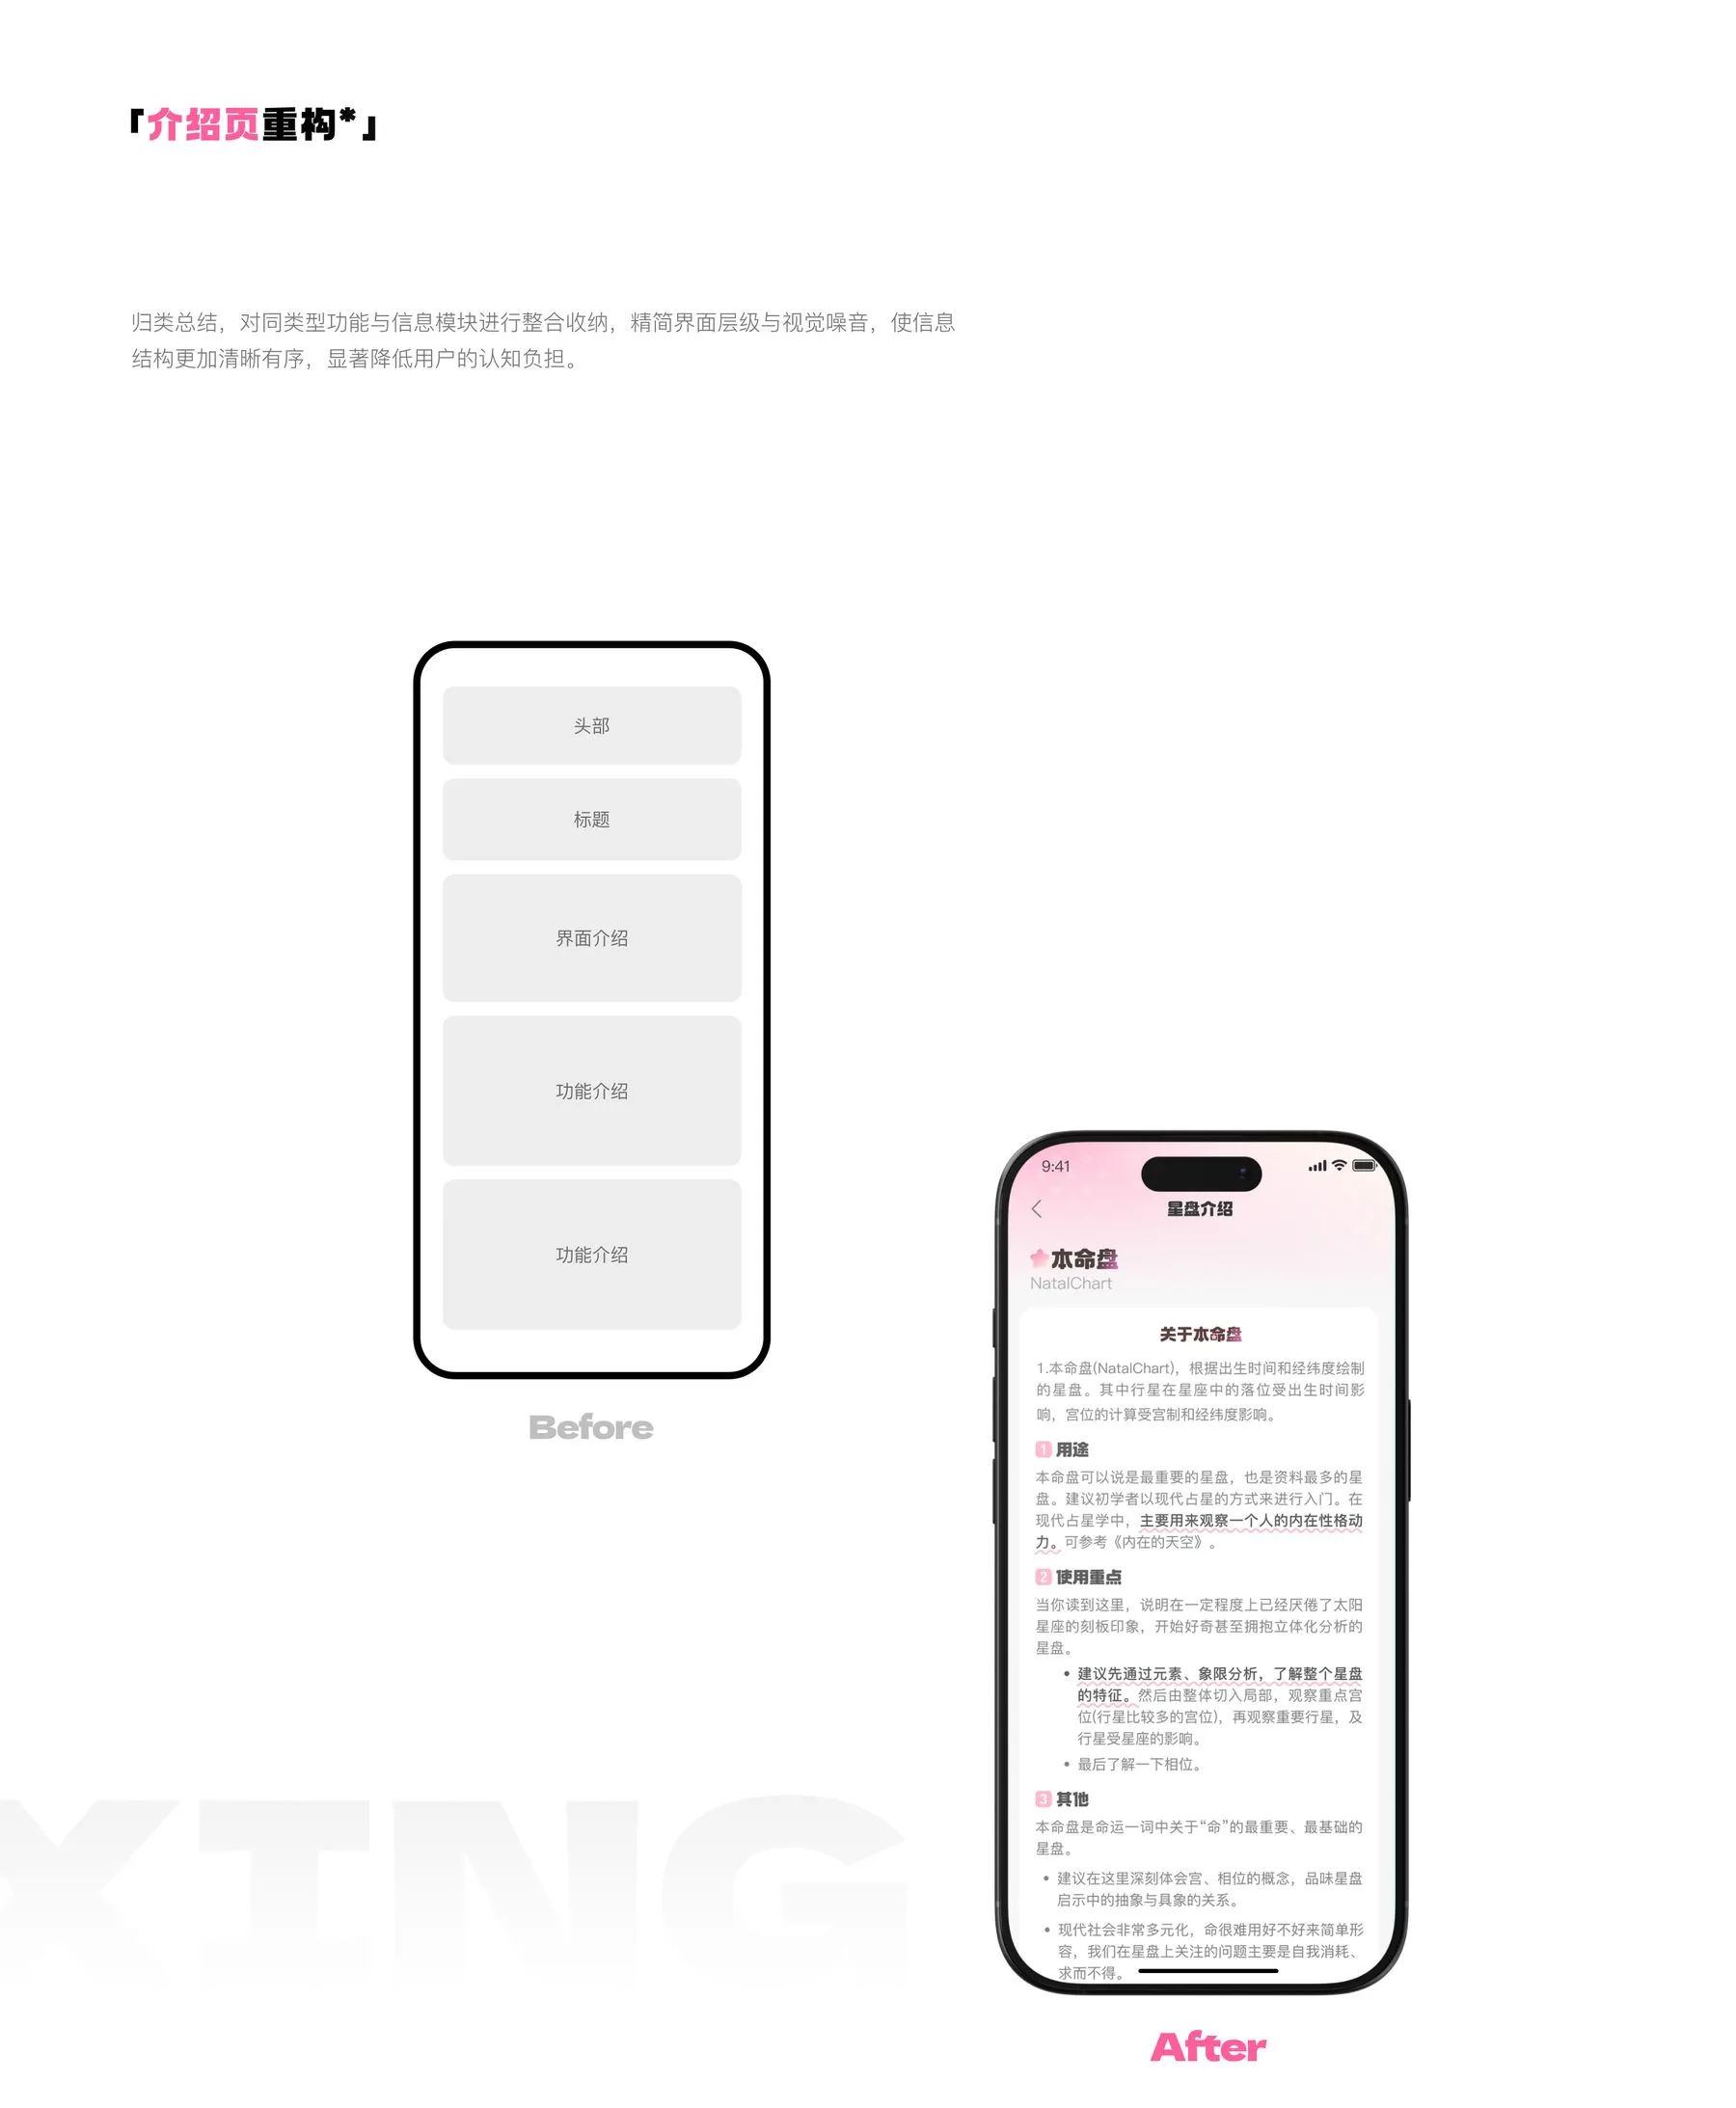 「介绍页重构*」
归类总结，对同类型功能与信息模块进行整合收纳，精简界面层级与视觉噪音，使信息
结构更加清晰有序，显著降低用户的认知负担。
头部
标题
界面介绍
功能介绍
功能介绍
Before
9:41
星盘介绍
本命盘
NatalChart
关于本命盘
1.本命盘(NatalChart)，根据出生时间和经纬度绘制
的星盘。其中行星在星座中的落位受出生时间影
响，宫位的计算受宫制和经纬度影响。
1 用途
本命盘可以说是最重要的星盘，也是资料最多的星
盘。建议初学者以现代占星的方式来进行入门。在
现代占星学中，主要用来观察一个人的内在性格动
力。可参考《内在的天空》。
2 使用重点
当你读到这里，说明在一定程度上已经厌倦了太阳
星座的刻板印象，开始好奇甚至拥抱立体化分析的
星盘。
• 建议先通过元素、象限分析，了解整个星盘
的特征。然后由整体切入局部，观察重点宫
位(行星比较多的宫位)，再观察重要行星，及
行星受星座的影响。
• 最后了解一下相位。
3 其他
本命盘是命运一词中关于“命”的最重要、最基础的
星盘。
• 建议在这里深刻体会宫、相位的概念，品味星盘
启示中的抽象与具象的关系。
• 现代社会非常多元化，命很难用好不好来简单形
容，我们在星盘上关注的问题主要是自我消耗、
求而不得。
XING
After